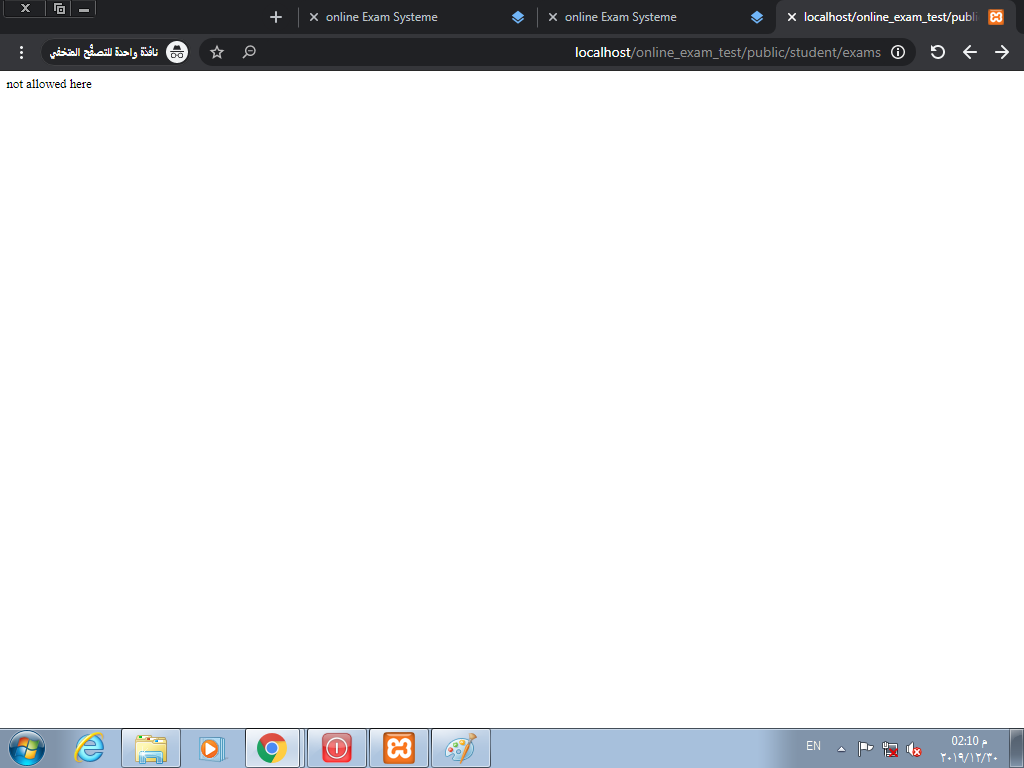 online Exam Systeme
online Exam Systeme
localhost/online_exam_test/publi
نافذة واحدة للتصفُّح المتخفي
localhost/online_exam_test/public/student/exams
not allowed here
EN
02:10 م
٢٠١٩/١٢/٣٠